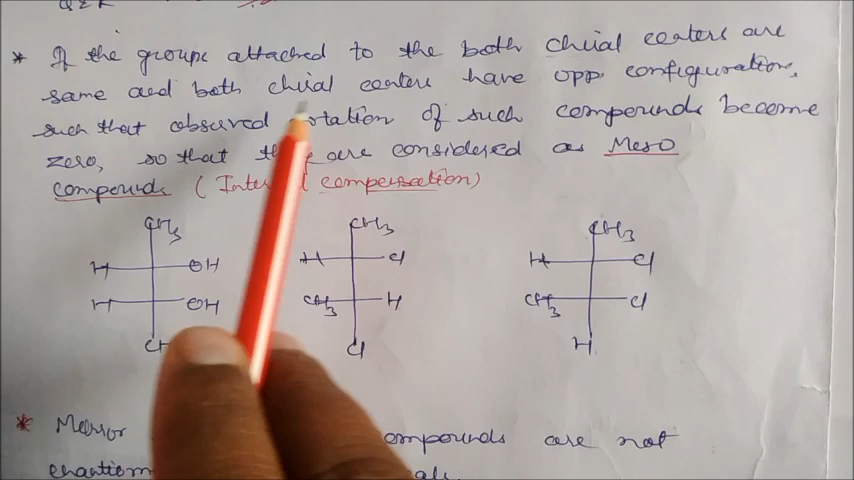 * If the groups attached to the both chiral centers are
same and both chiral centers have opp configuration.
such that observed rotation of such compounds become
zero, so that are considered as Meso
compounds ( compensation)
CH3 CH3 CH3
H OH H Cl H Cl
H OH CH3 H CH3 Cl
Cl H
* ompounds are not